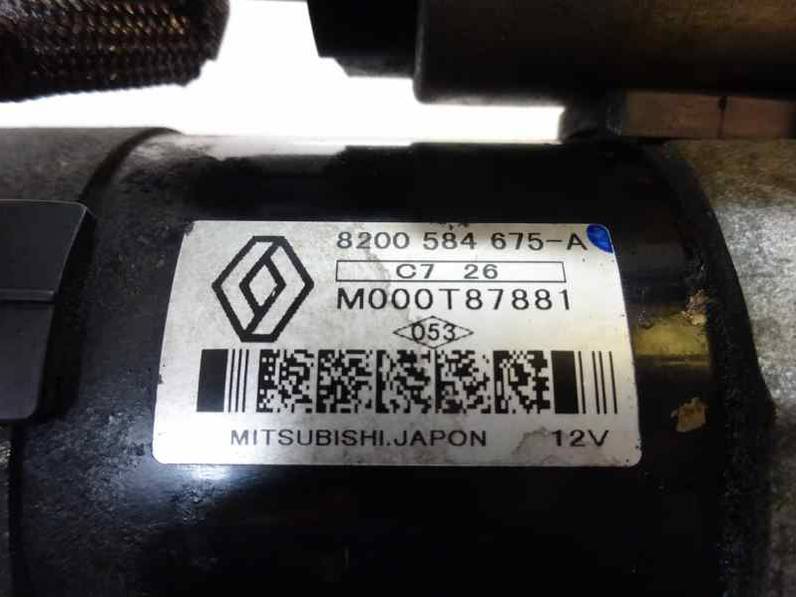 8200 584 675-A
C7 26
M000T87881
053
MITSUBISHI.JAPON 12V